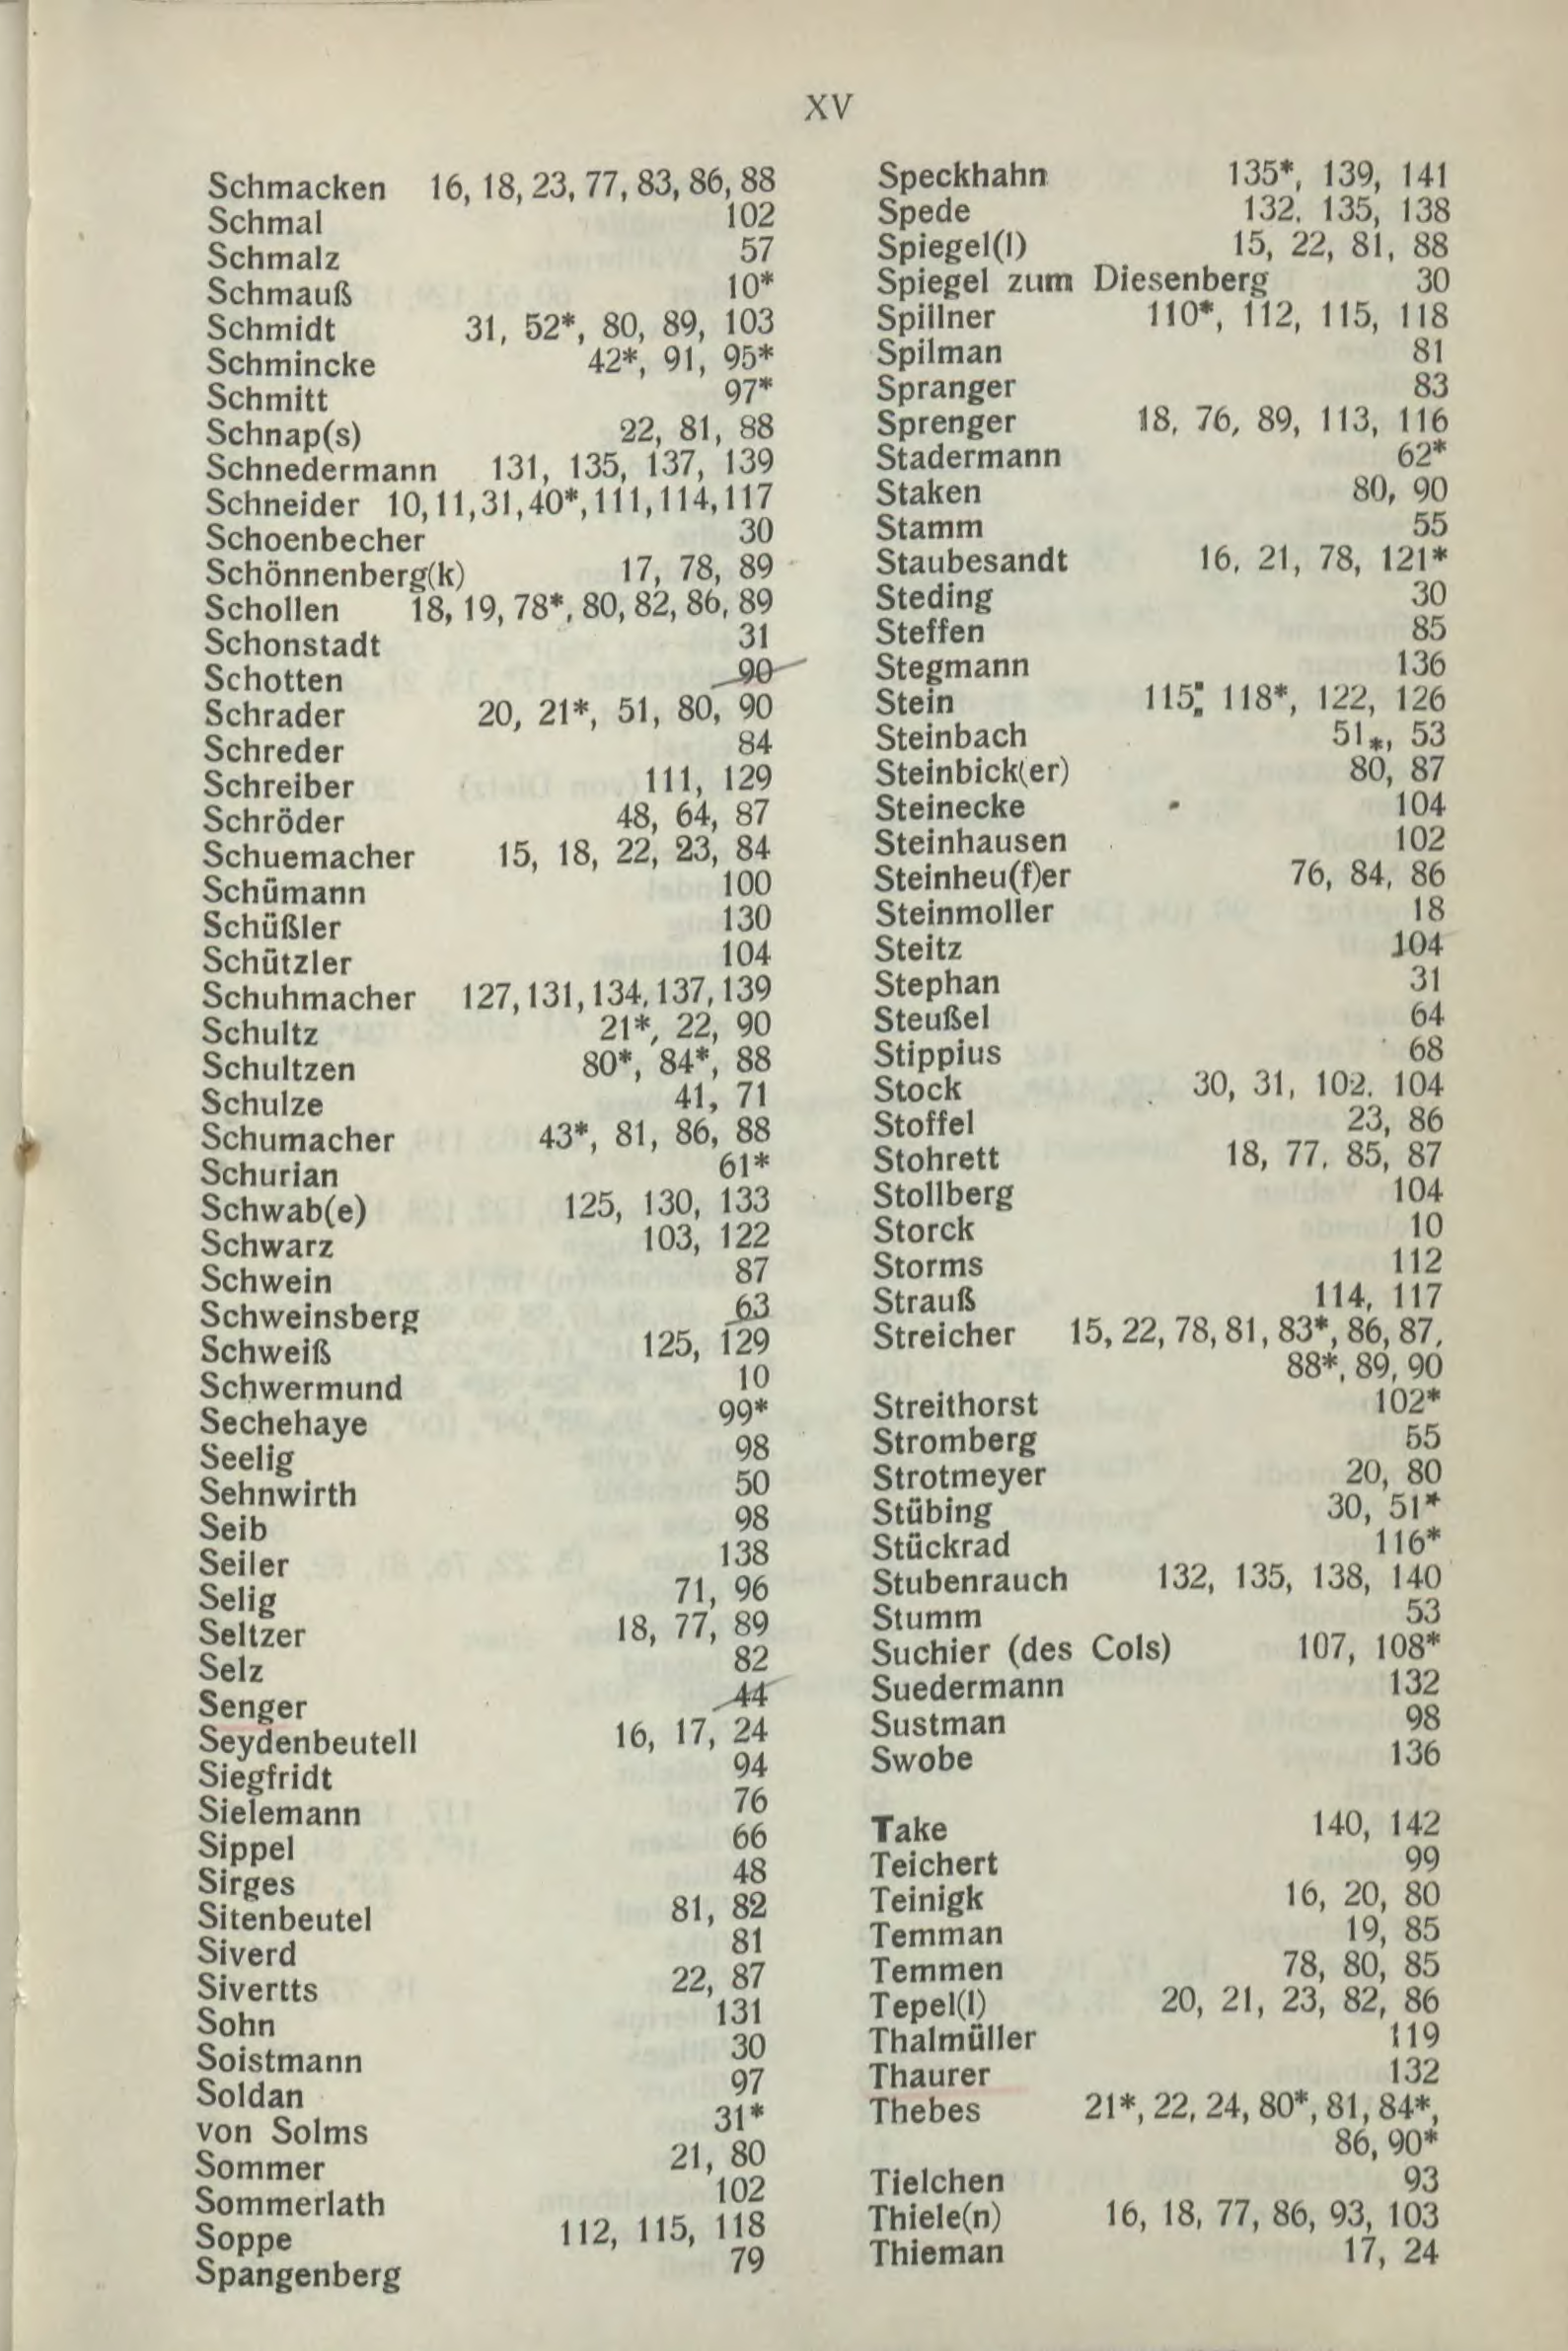 XV
Schmacken 16, 18, 23, 77, 83, 86, 88
Schmal 102
Schmalz 57
Schmauß 10*
Schmidt 31, 52*, 80, 89, 103
Schmincke 42*, 91, 95*
Schmitt 97*
Schnap(s) 22, 81, 88
Schnedermann 131, 135, 137, 139
Schneider 10, 11, 31, 40*, 111, 114, 117
Schoenbecher 30
Schönnenberg(k) 17, 78, 89
Schollen 18, 19, 78*, 80, 82, 86, 89
Schonstadt 31
Schotten 90
Schrader 20, 21*, 51, 80, 90
Schreder 84
Schreiber 111, 129
Schröder 48, 64, 87
Schuemacher 15, 18, 22, 23, 84
Schümann 100
Schüßler 130
Schützler 104
Schuhmacher 127, 131, 134, 137, 139
Schultz 21*, 22, 90
Schultzen 80*, 84*, 88
Schulze 41, 71
Schumacher 43*, 81, 86, 88
Schurian 61*
Schwab(e) 125, 130, 133
Schwarz 103, 122
Schwein 87
Schweinsberg 63
Schweiß 125, 129
Schwermund 10
Sechehaye 99*
Seelig 98
Sehnwirth 50
Seib 98
Seiler 138
Selig 71, 96
Seltzer 18, 77, 89
Selz 82
Senger 44
Seydenbeutell 16, 17, 24
Siegfridt 94
Sielemann 76
Sippel 66
Sirges 48
Sitenbeutel 81, 82
Siverd 81
Sivertts 22, 87
Sohn 131
Soistmann 30
Soldan 97
von Solms 31*
Sommer 21, 80
Sommerlath 102
Soppe 112, 115, 118
Spangenberg 79
Speckhahn 135*, 139, 141
Spede 132. 135, 138
Spiegel(l) 15, 22, 81, 88
Spiegel zum Diesenberg 30
Spillner 110*, 112, 115, 118
Spilman 81
Spranger 83
Sprenger 18, 76, 89, 113, 116
Stadermann 62*
Staken 80, 90
Stamm 55
Staubesandt 16, 21, 78, 121*
Steding 30
Steffen 85
Stegmann 136
Stein 115*, 118*, 122, 126
Steinbach 51*, 53
Steinbick(er) 80, 87
Steinecke 104
Steinhausen 102
Steinheu(f)er 76, 84, 86
Steinmoller 18
Steitz 104
Stephan 31
Steußel 64
Stippius 68
Stock 30, 31, 102. 104
Stoffel 23, 86
Stohrett 18, 77, 85, 87
Stollberg 104
Storck 10
Storms 112
Strauß 114, 117
Streicher 15, 22, 78, 81, 83*, 86, 87,
88*, 89, 90
Streithorst 102*
Stromberg 55
Strotmeyer 20, 80
Stübing 30, 51*
Stückrad 116*
Stubenrauch 132, 135, 138, 140
Stumm 53
Suchier (des Cols) 107, 108*
Suedermann 132
Sustman 98
Swobe 136
Take 140, 142
Teichert 99
Teinigk 16, 20, 80
Temman 19, 85
Temmen 78, 80, 85
Tepel(l) 20, 21, 23, 82, 86
Thalmüller 119
Thaurer 132
Thebes 21*, 22, 24, 80*, 81, 84*,
86, 90*
Tielchen 93
Thiele(n) 16, 18, 77, 86, 93, 103
Thieman 17, 24